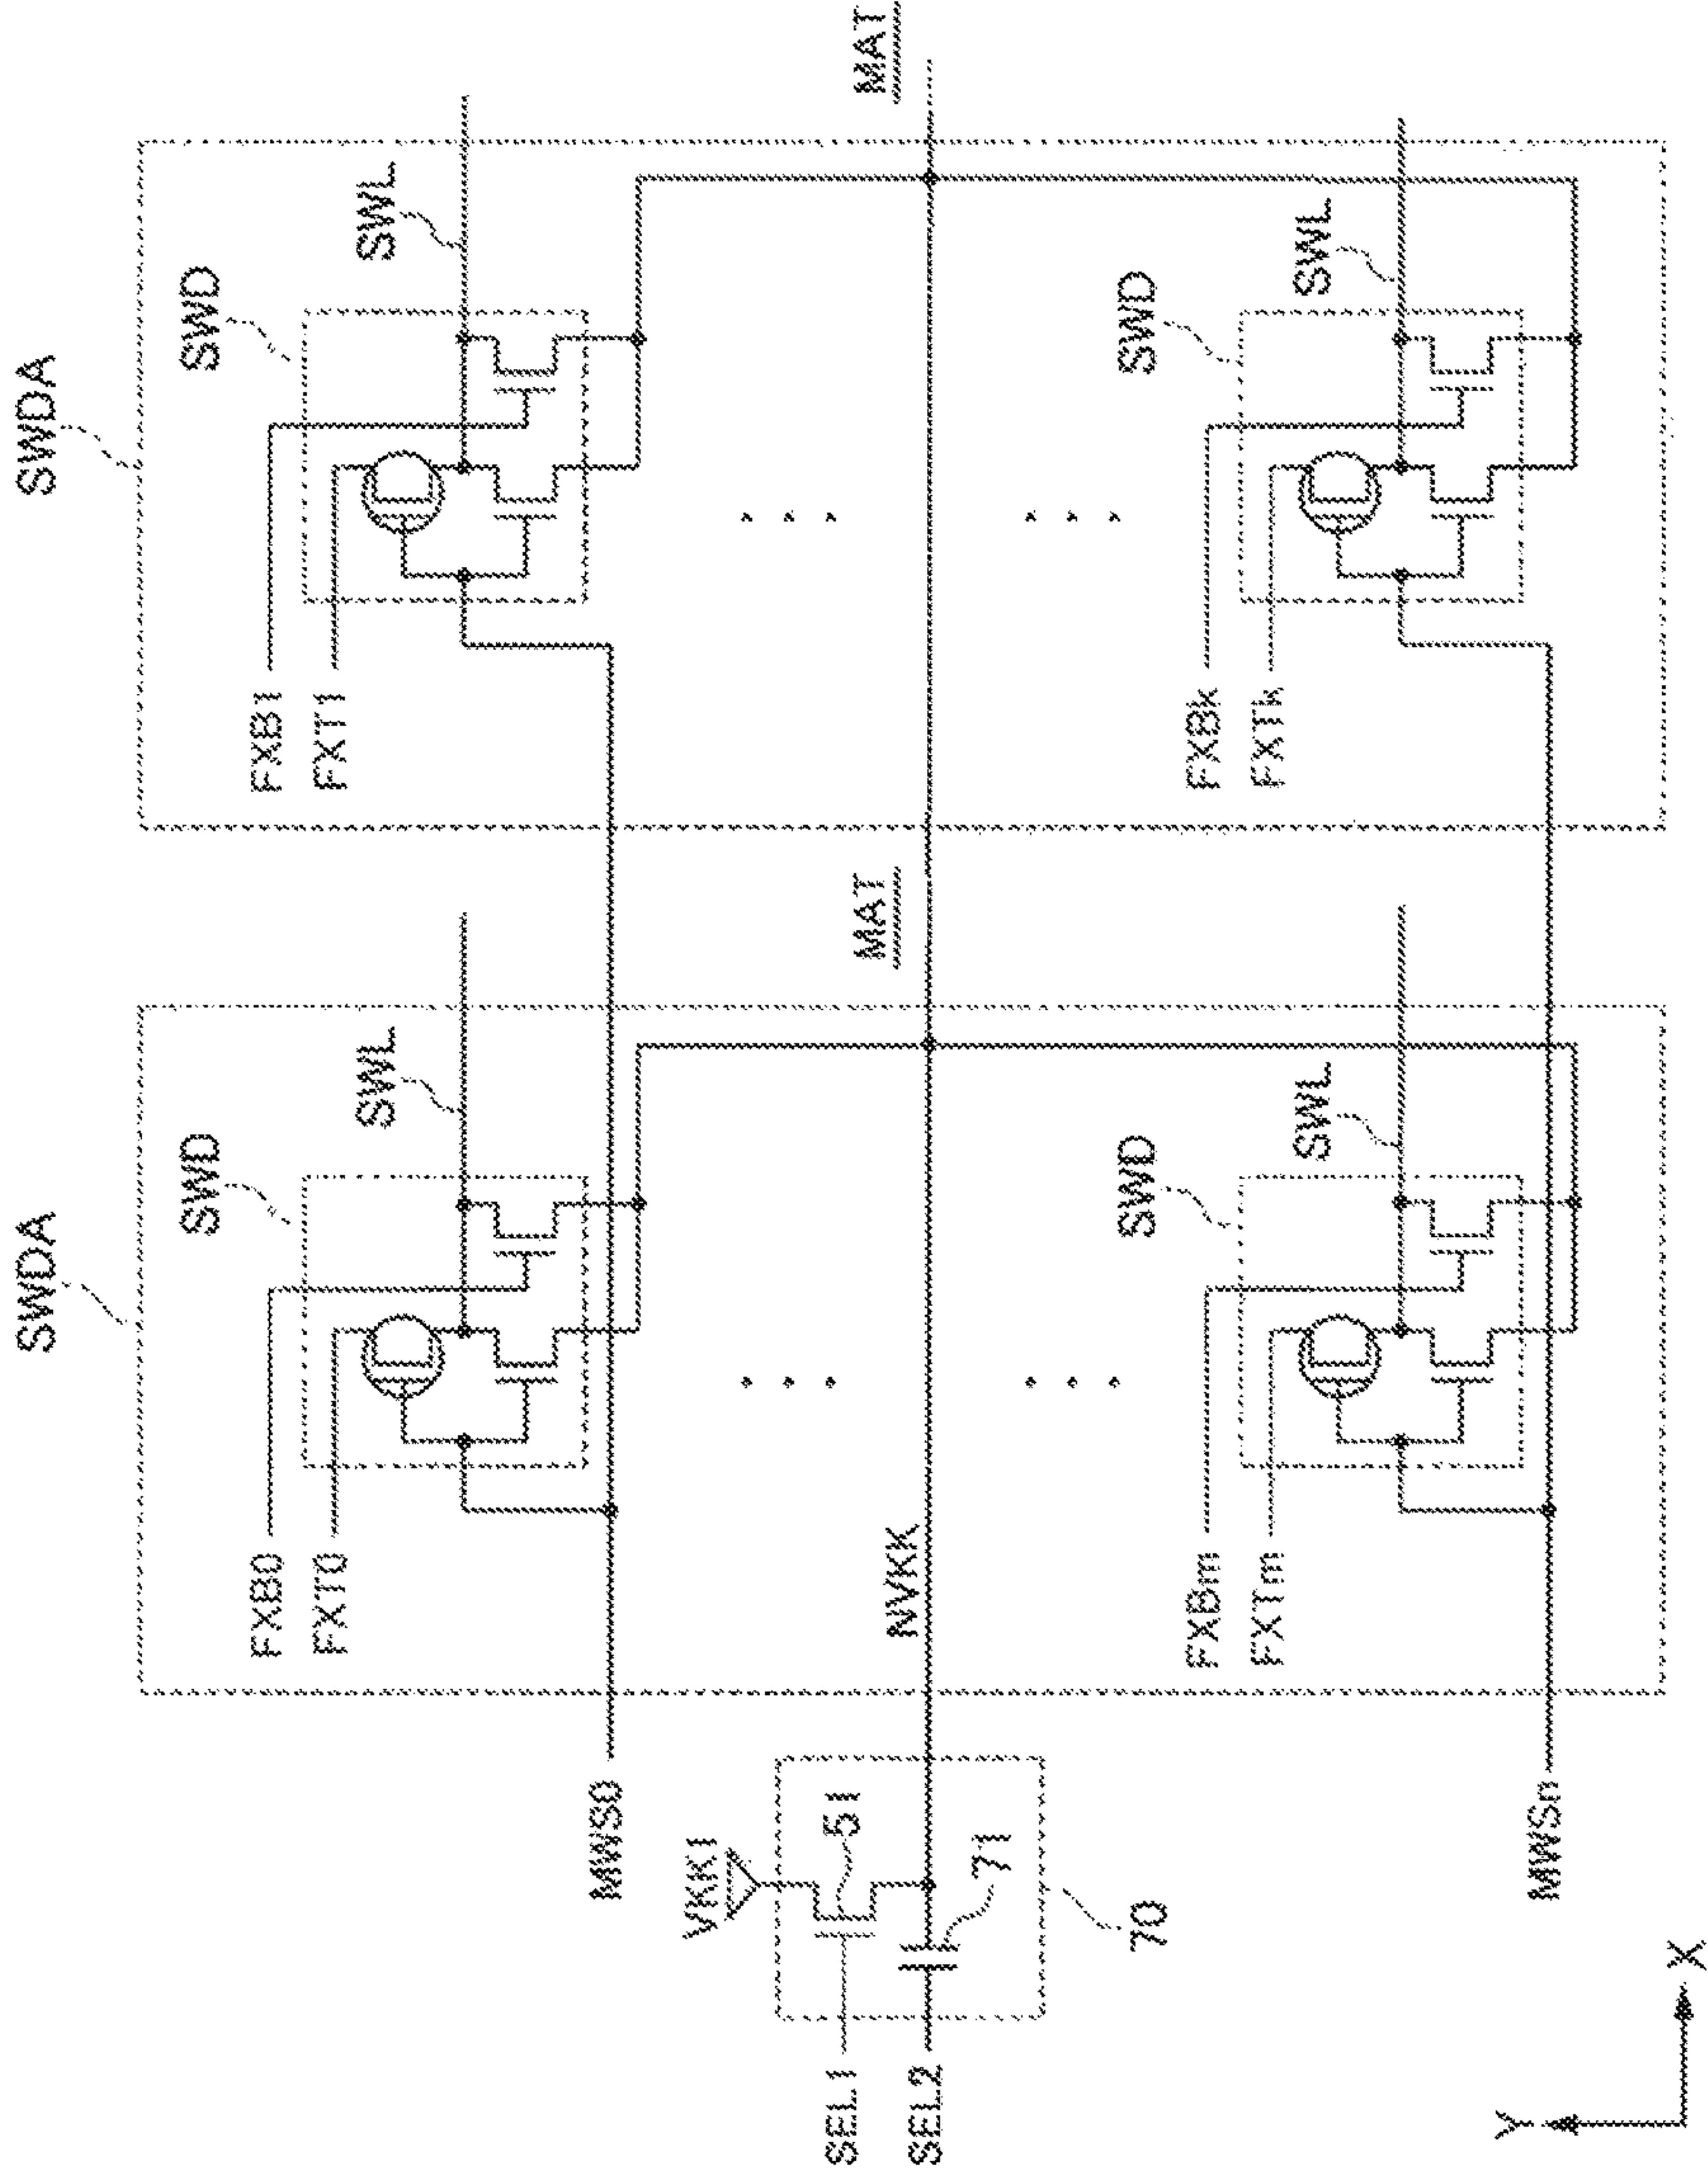 SWDA
SWDA
SWD
SWL
SWD
SWL
FXB0
FXT0
FXB1
FXT1
MWS0
MAT
MAT
VKK1
51
SEL1
SEL2
71
NVKK
70
SWD
SWL
SWD
SWL
FXBm
FXTm
FXBk
FXTk
MWSn
Y
X